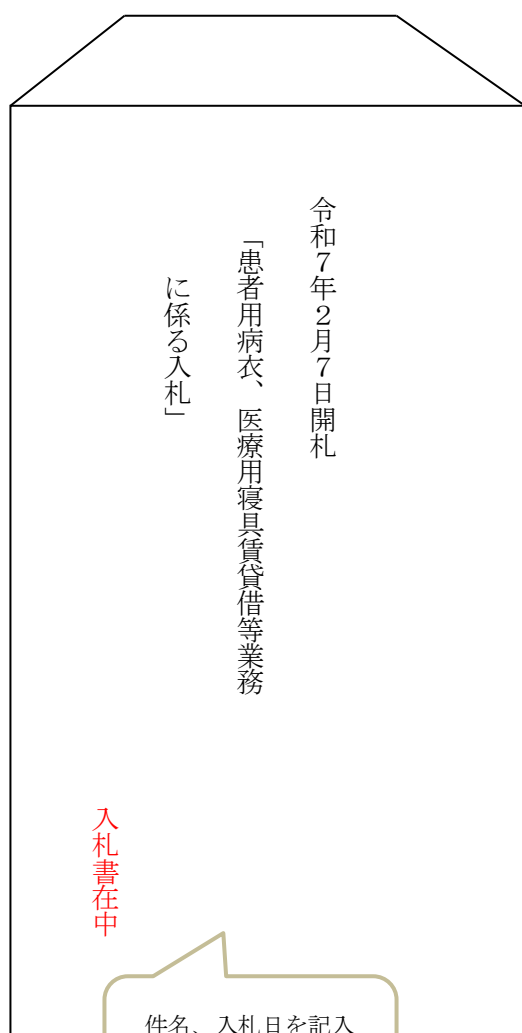 令和７年２月７日開札
「患者用病衣、医療用寝具賃貸借等業務
に係る入札」
入札書在中
件名、入札日を記入